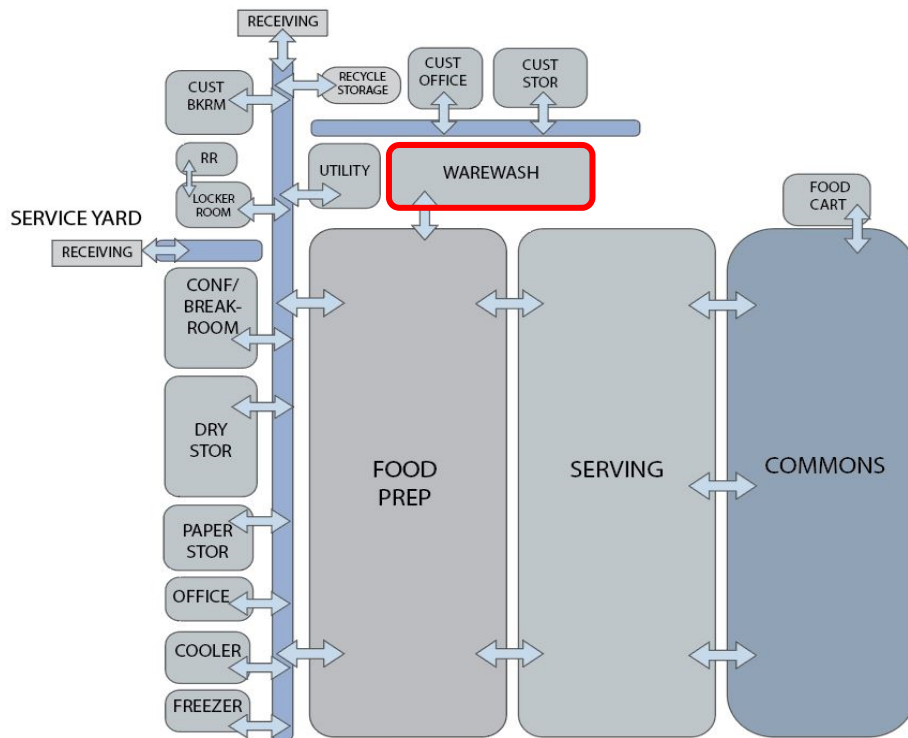 RECEIVING
CUST
BKRM
RECYCLE
STORAGE
CUST
OFFICE
CUST
STOR
RR
LOCKER
ROOM
UTILITY
WAREWASH
FOOD
CART
SERVICE YARD
RECEIVING
CONF/
BREAK-
ROOM
DRY
STOR
FOOD
PREP
SERVING
COMMONS
PAPER
STOR
OFFICE
COOLER
FREEZER